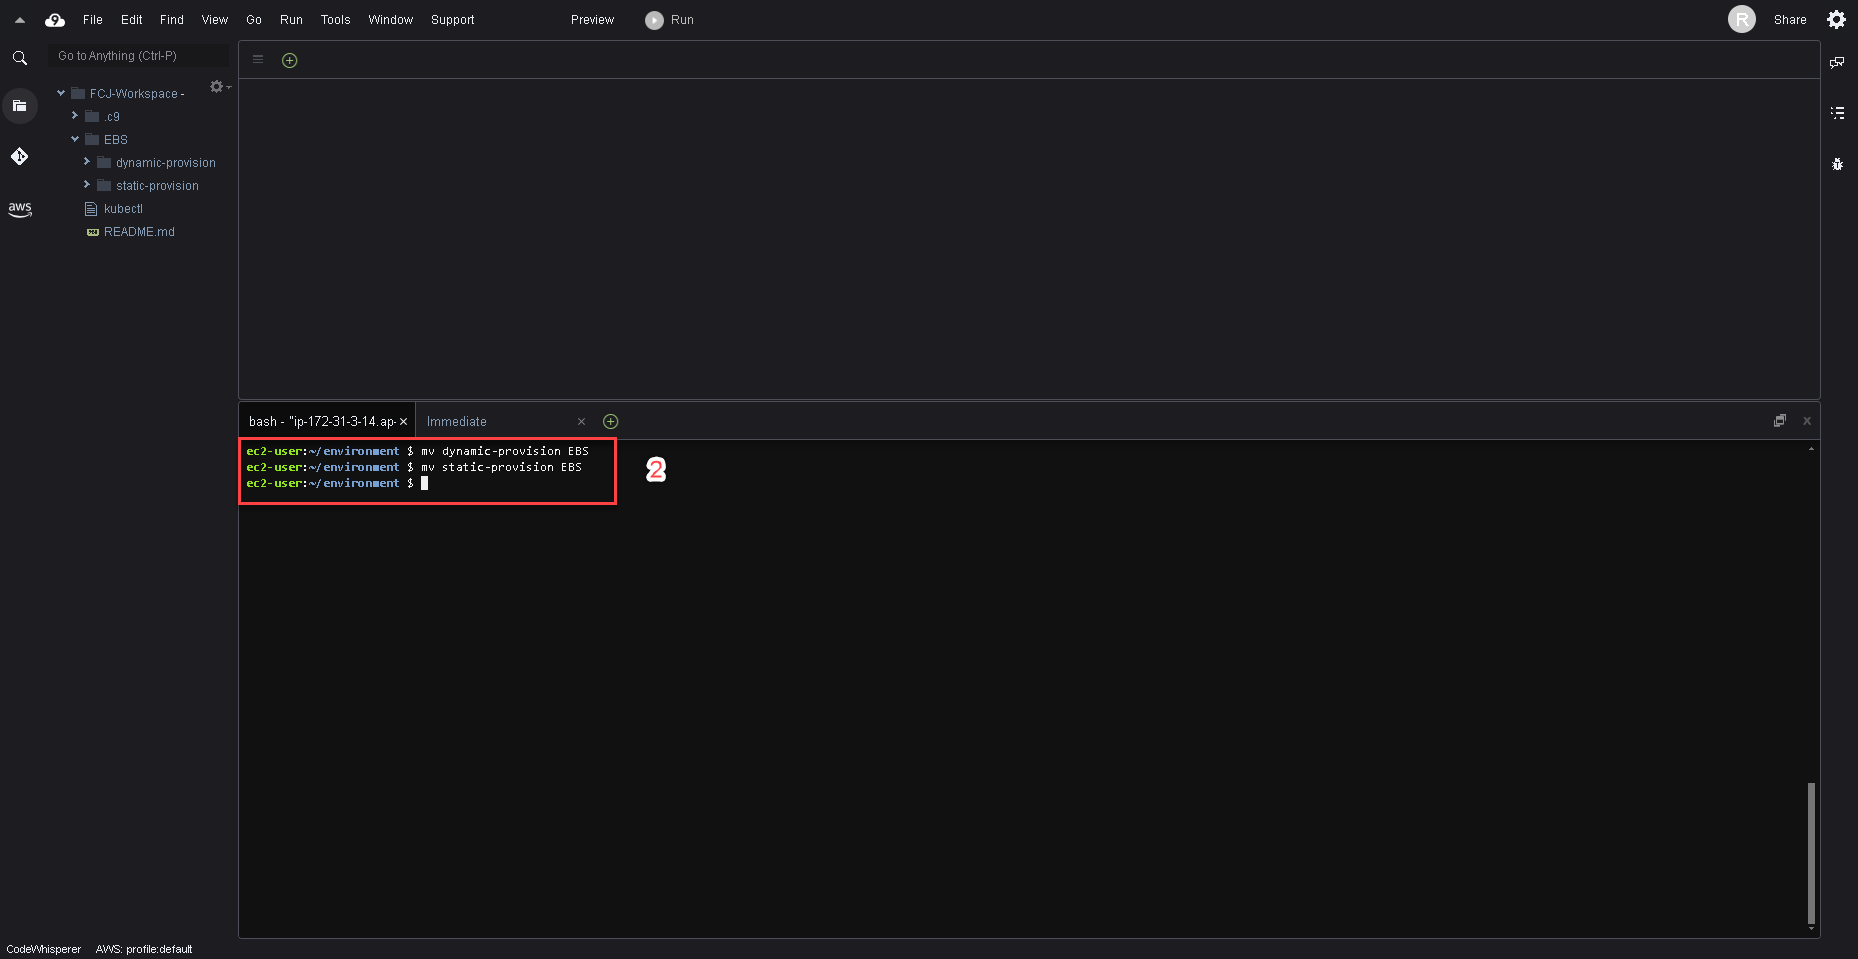 9 File Edit Find View Go Run Tools Window Support Preview Run R Share
Go to Anything (Ctrl-P)
FCJ-Workspace -
.c9
EBS
dynamic-provision
static-provision
kubectl
README.md
aws
bash - "ip-172-31-3-14.ap- Immediate
ec2-user:~/environment $ mv dynamic-provision EBS
ec2-user:~/environment $ mv static-provision EBS
ec2-user:~/environment $
2
CodeWhisperer AWS: profile:default